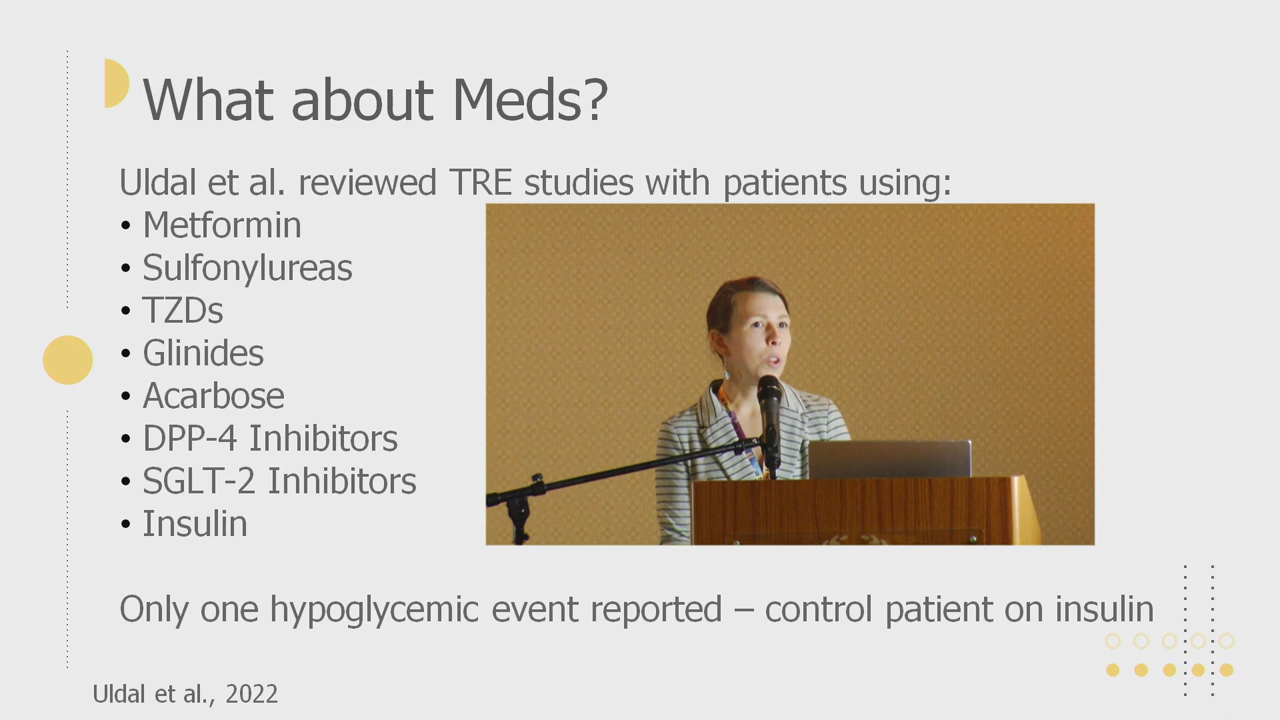 What about Meds?
Uldal et al. reviewed TRE studies with patients using:
• Metformin
• Sulfonylureas
• TZDs
• Glinides
• Acarbose
• DPP-4 Inhibitors
• SGLT-2 Inhibitors
• Insulin
Only one hypoglycemic event reported – control patient on insulin
Uldal et al., 2022